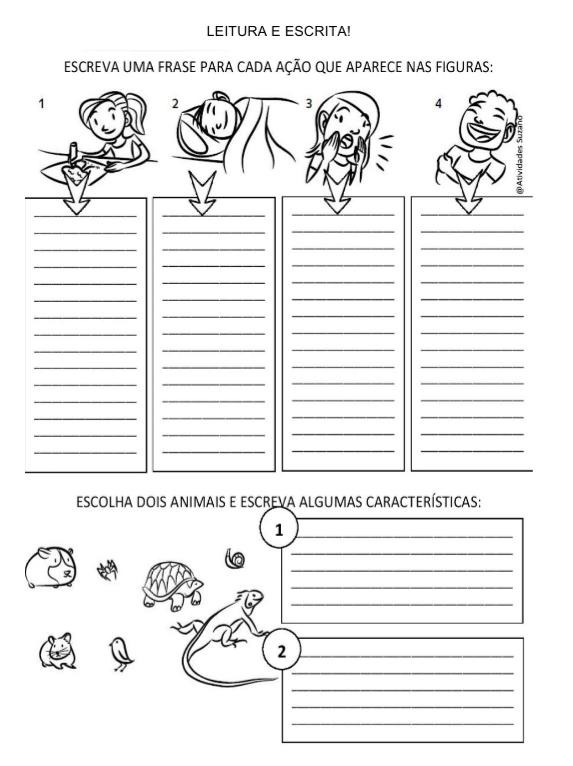 LEITURA E ESCRITA!
ESCREVA UMA FRASE PARA CADA AÇÃO QUE APARECE NAS FIGURAS:
1
2
3
4
@Atividades Suzano
ESCOLHA DOIS ANIMAIS E ESCREVA ALGUMAS CARACTERÍSTICAS:
1
2